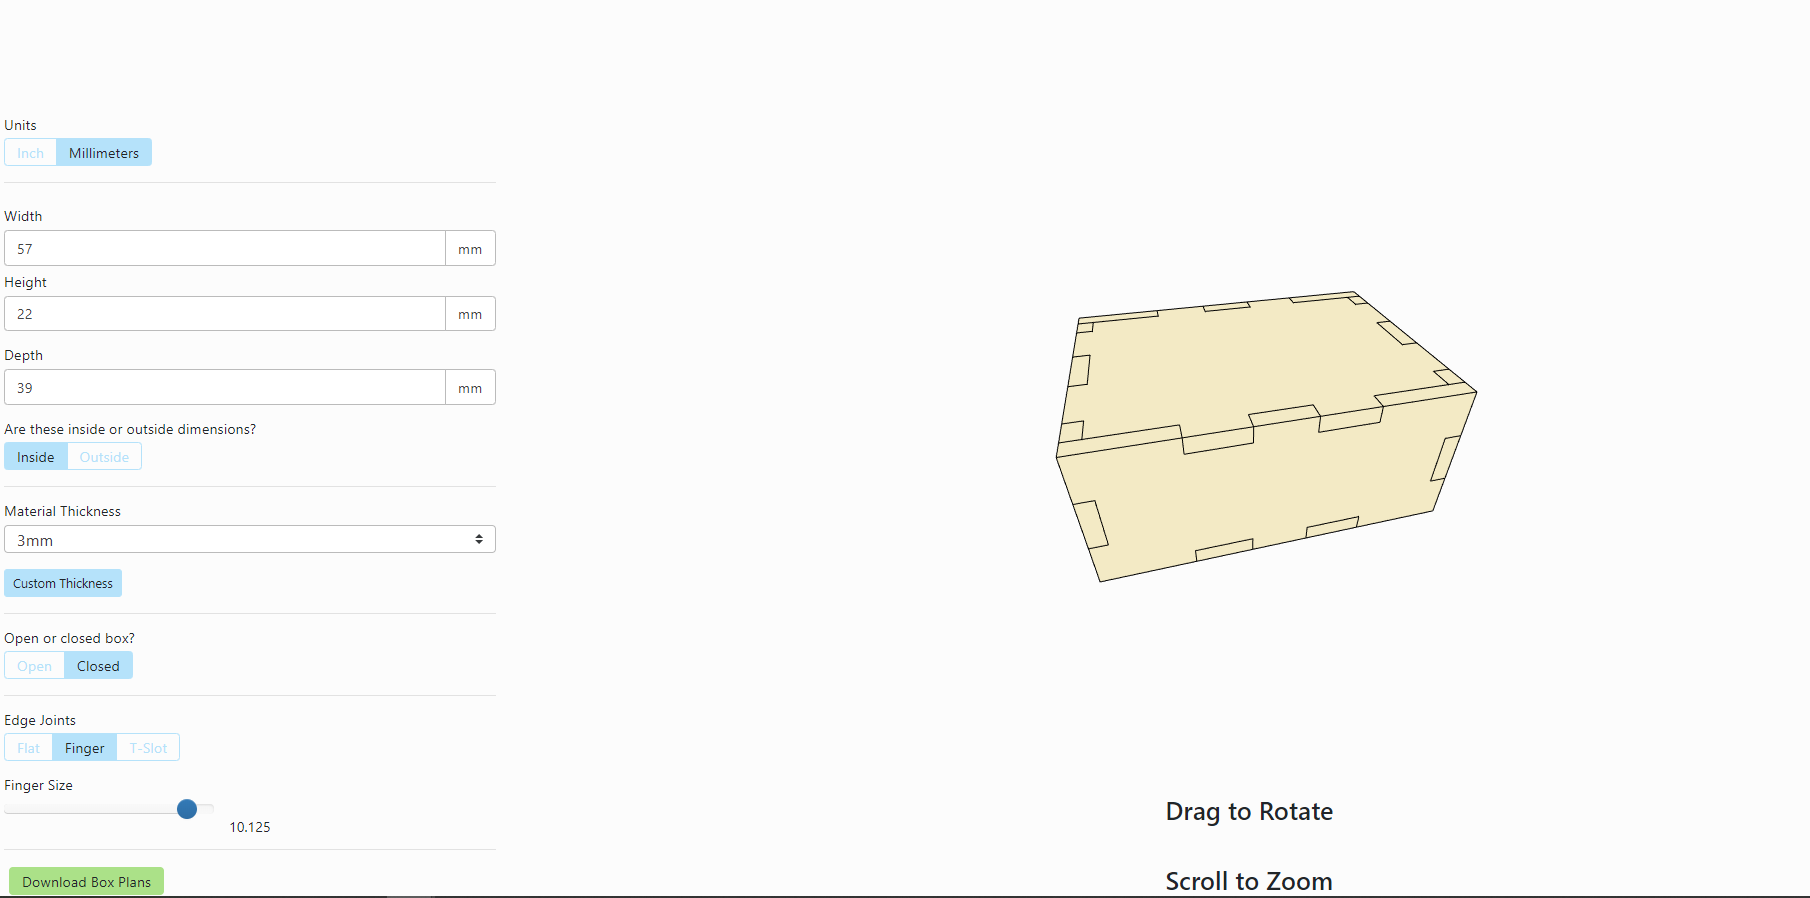 Units
Inch Millimeters
Width
57 mm
Height
22 mm
Depth
39 mm
Are these inside or outside dimensions?
Inside Outside
Material Thickness
3mm
Custom Thickness
Open or closed box?
Open Closed
Edge Joints
Flat Finger T-Slot
Finger Size
10.125
Download Box Plans
Drag to Rotate
Scroll to Zoom